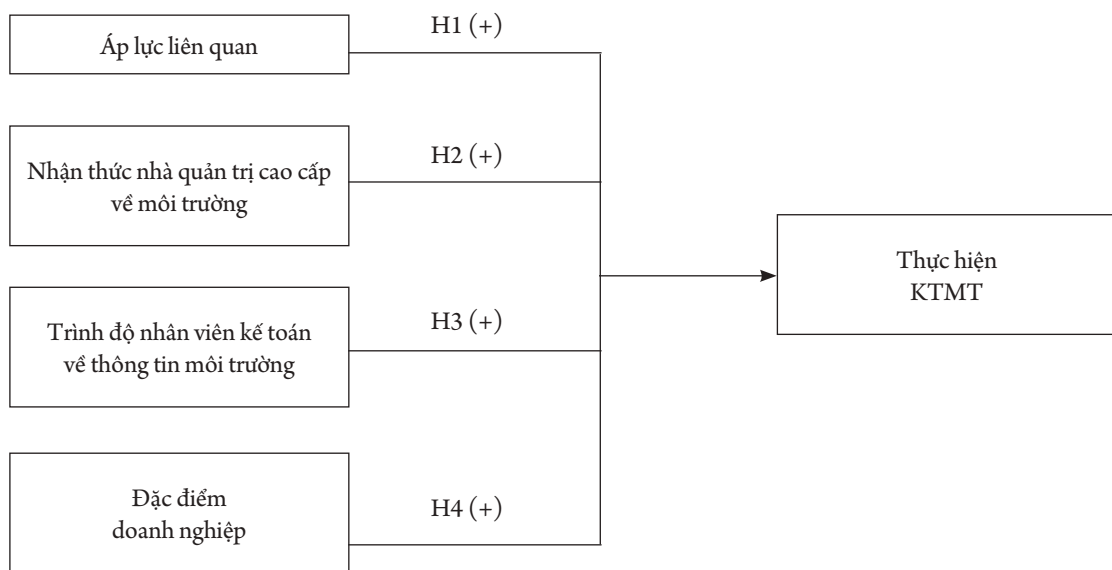 H1 (+)
Áp lực liên quan
H2 (+)
Nhận thức nhà quản trị cao cấp
về môi trường
Thực hiện
KTMT
H3 (+)
Trình độ nhân viên kế toán
về thông tin môi trường
Đặc điểm
doanh nghiệp
H4 (+)